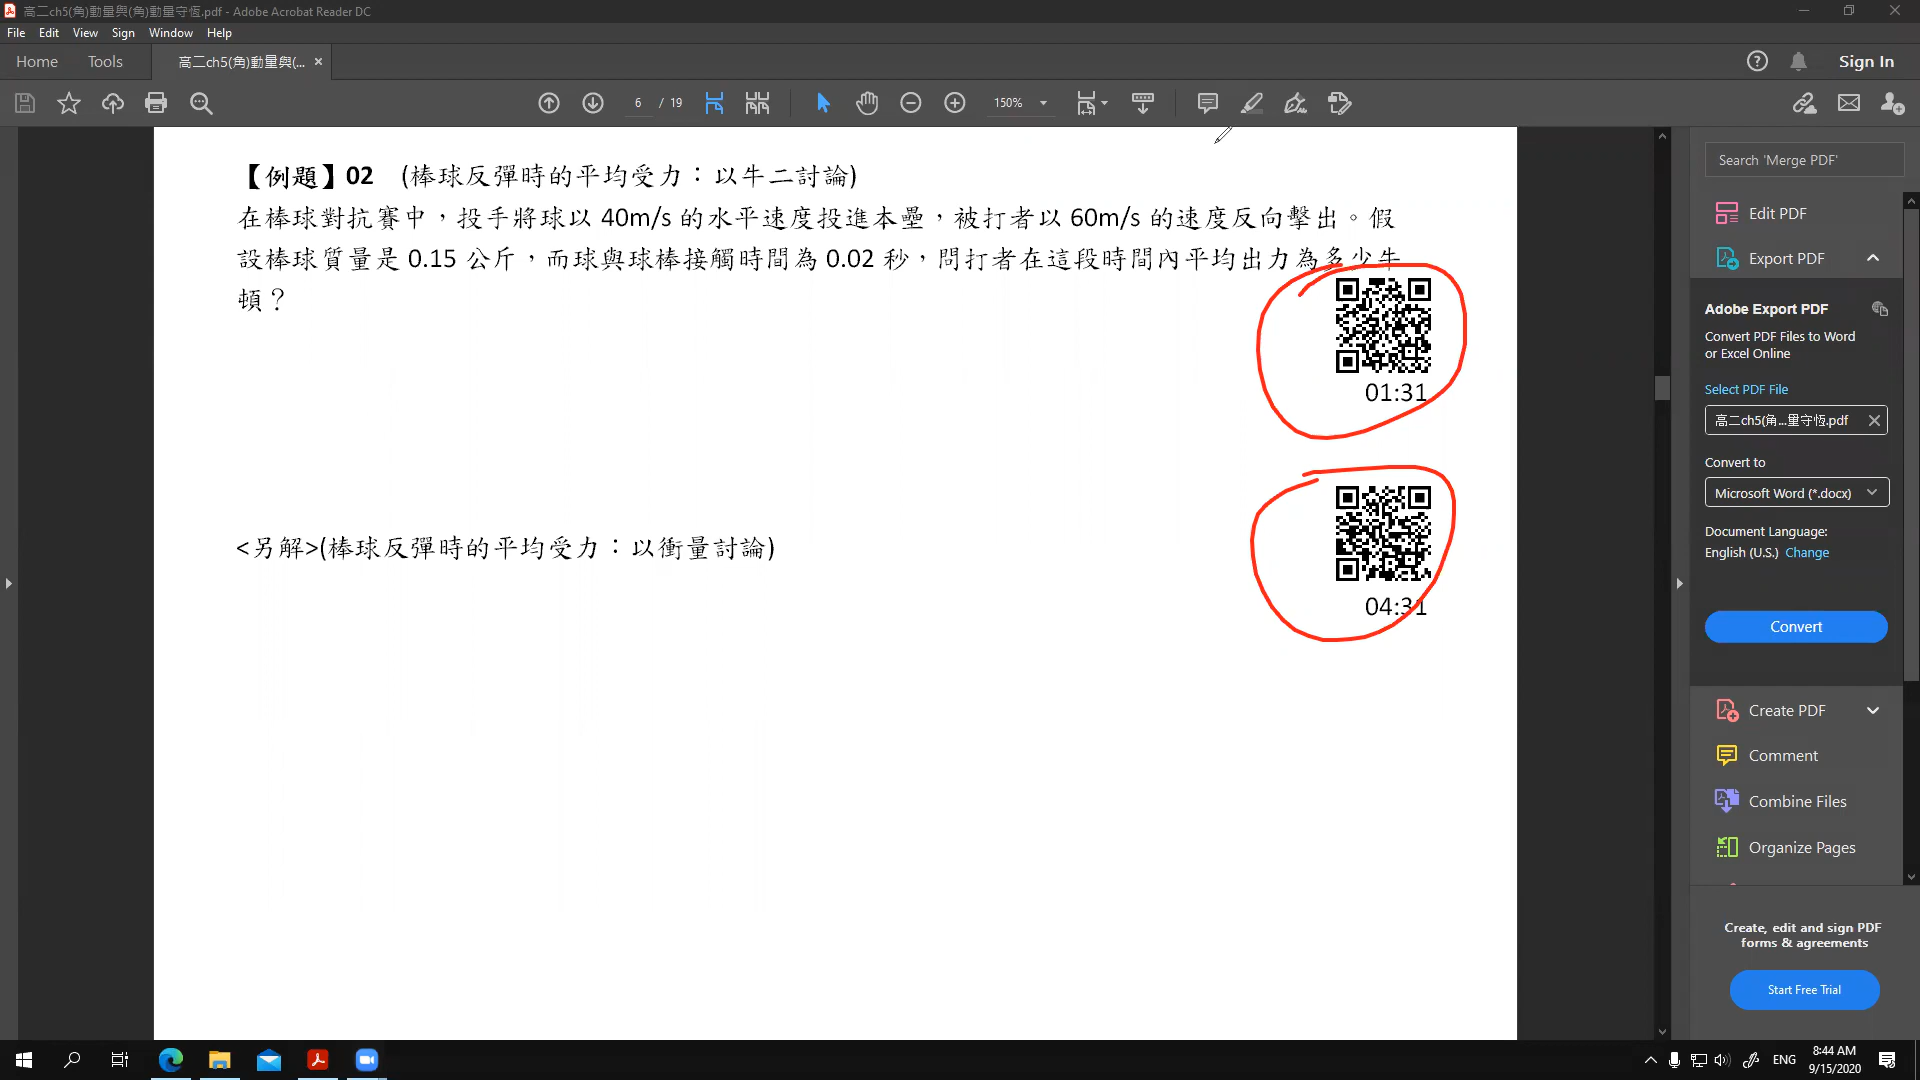 高二ch5(角)動量與(角)動量守恆.pdf - Adobe Acrobat Reader DC
File Edit View Sign Window Help
Home Tools 高二ch5(角)動量與(... × Sign In
6 / 19 150%
【例題】02 (棒球反彈時的平均受力：以牛二討論)
在棒球對抗賽中，投手將球以 40m/s 的水平速度投進本壘，被打者以 60m/s 的速度反向擊出。假
設棒球質量是 0.15 公斤，而球與球棒接觸時間為 0.02 秒，問打者在這段時間內平均出力為多少牛
頓？
01:31
<另解>(棒球反彈時的平均受力：以衝量討論)
04:31
Search 'Merge PDF'
Edit PDF
Export PDF
Adobe Export PDF
Convert PDF Files to Word
or Excel Online
Select PDF File
高二ch5(角...量守恆.pdf
Convert to
Microsoft Word (*.docx)
Document Language:
English (U.S.) Change
Convert
Create PDF
Comment
Combine Files
Organize Pages
Create, edit and sign PDF
forms & agreements
Start Free Trial
ENG
8:44 AM
9/15/2020